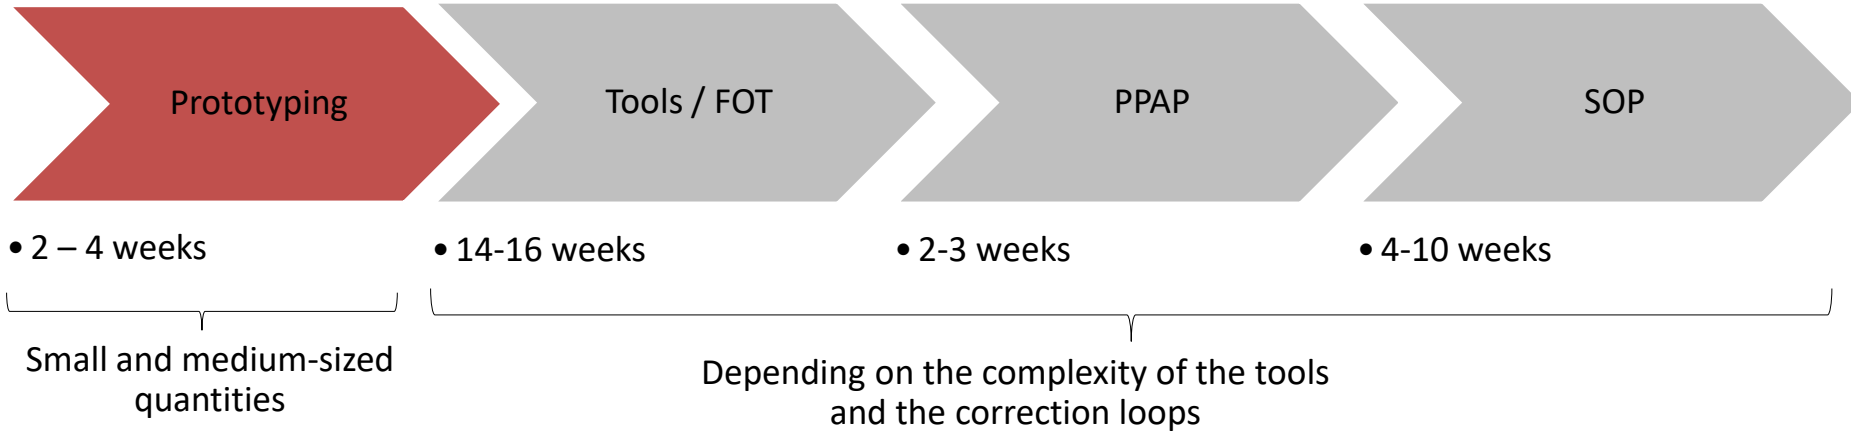 Prototyping
Tools / FOT
PPAP
SOP
• 2 – 4 weeks
• 14-16 weeks
• 2-3 weeks
• 4-10 weeks
Small and medium-sized
quantities
Depending on the complexity of the tools
and the correction loops